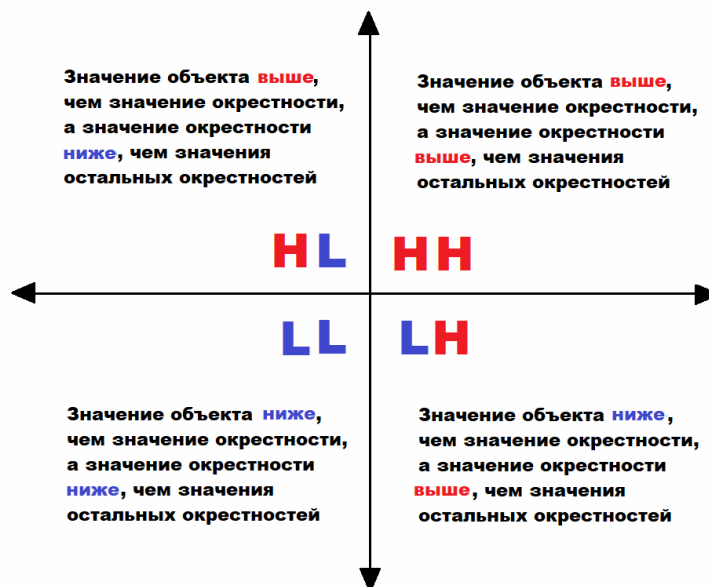 Значение объекта выше,
чем значение окрестности,
а значение окрестности
ниже, чем значения
остальных окрестностей
Значение объекта выше,
чем значение окрестности,
а значение окрестности
выше, чем значения
остальных окрестностей
HL
HH
LL
LH
Значение объекта ниже,
чем значение окрестности,
а значение окрестности
ниже, чем значения
остальных окрестностей
Значение объекта ниже,
чем значение окрестности,
а значение окрестности
выше, чем значения
остальных окрестностей